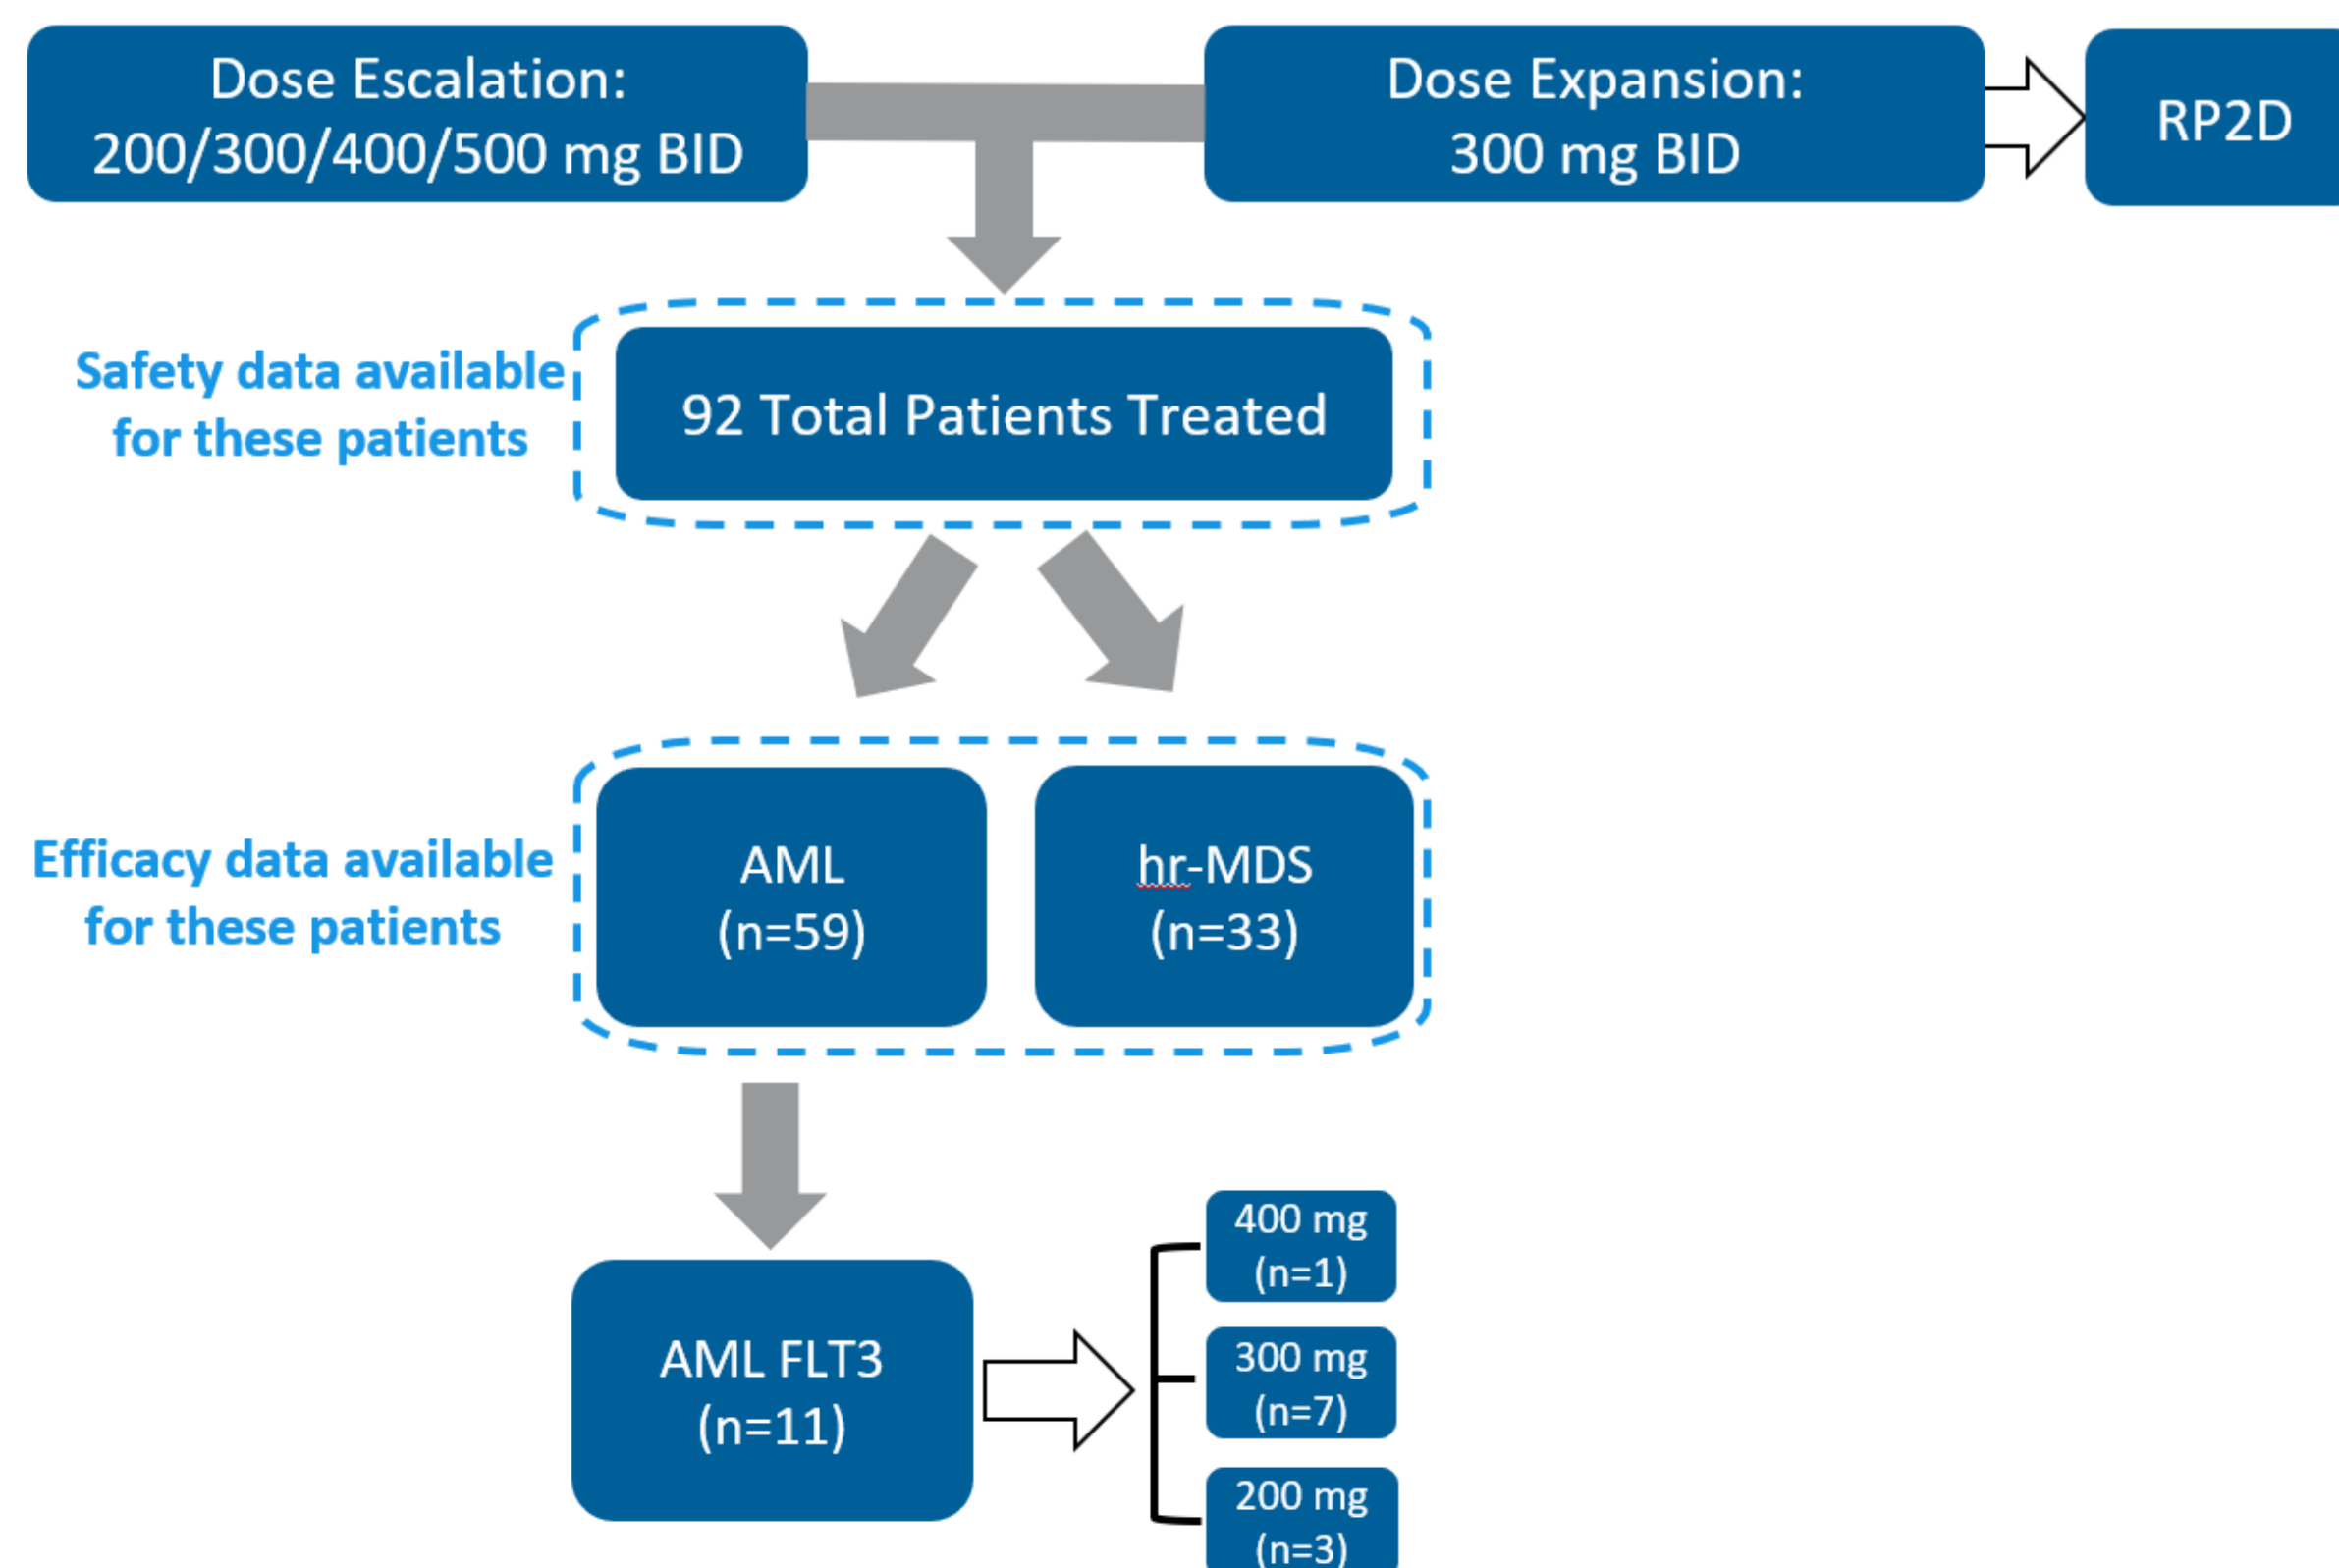 Dose Escalation:
200/300/400/500 mg BID
Dose Expansion:
300 mg BID
RP2D
Safety data available
for these patients
92 Total Patients Treated
Efficacy data available
for these patients
AML
(n=59)
hr-MDS
(n=33)
AML FLT3
(n=11)
400 mg
(n=1)
300 mg
(n=7)
200 mg
(n=3)